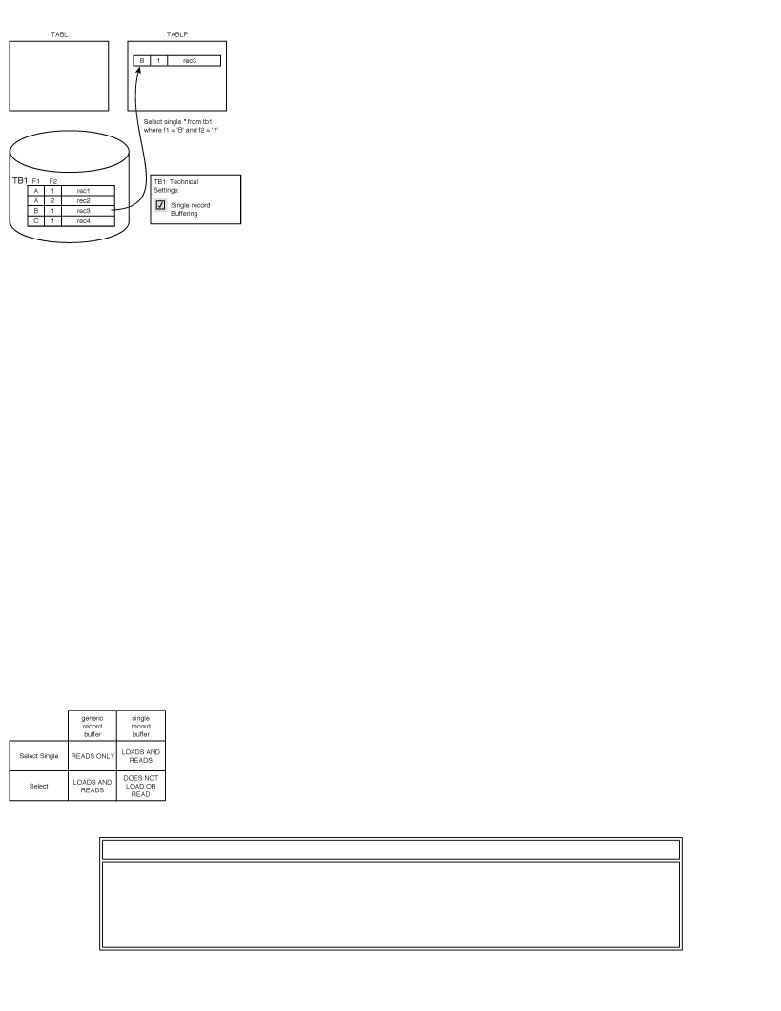 TABL TABLP
B 1 rec3
Select single * from tb1
where f1 = 'B' and f2 = '1'
TB1 F1 F2
A 1 rec1
A 2 rec2
B 1 rec3
C 1 rec4
TB1 Technical
Settings:
Single record
Buffering
generic
record
buffer
single
record
buffer
Select Single
READS ONLY
LOADS AND
READS
Select
LOADS AND
READS
DOES NOT
LOAD OR
READ